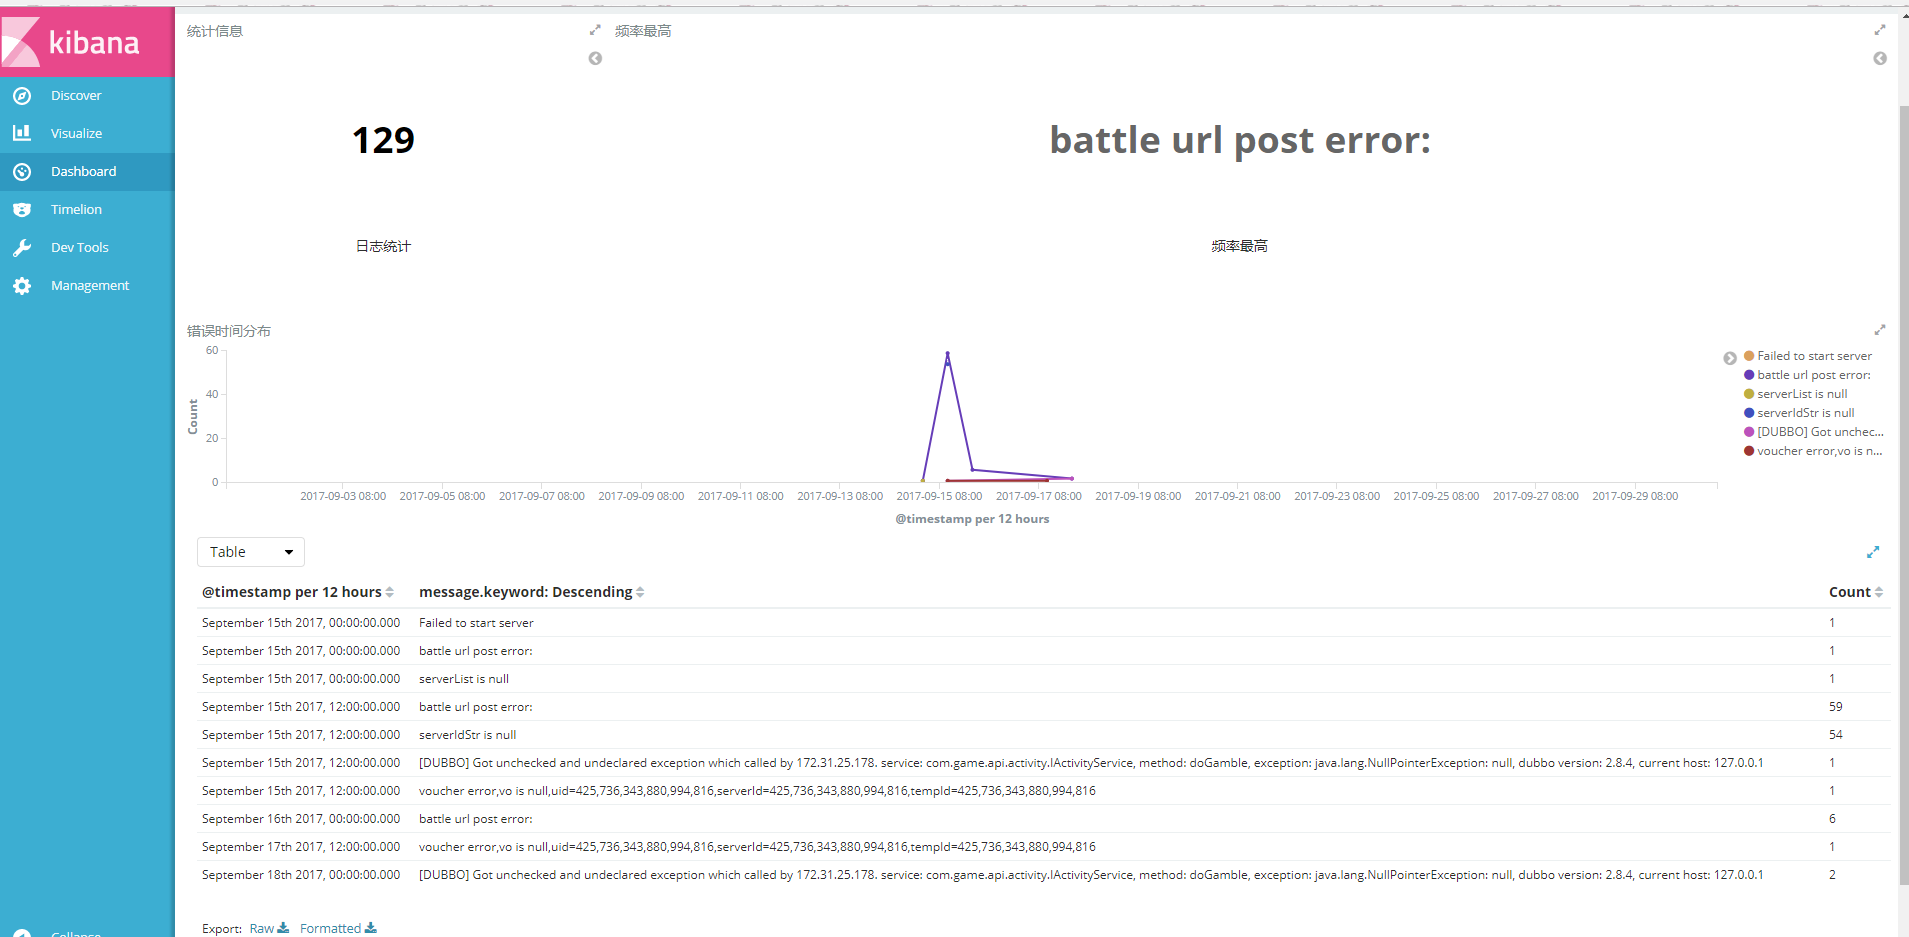 kibana
Discover
Visualize
Dashboard
Timelion
Dev Tools
Management
统计信息
129
日志统计
频率最高
battle url post error:
频率最高
错误时间分布
Count
60
40
20
0
2017-09-03 08:00 2017-09-05 08:00 2017-09-07 08:00 2017-09-09 08:00 2017-09-11 08:00 2017-09-13 08:00 2017-09-15 08:00 2017-09-17 08:00 2017-09-19 08:00 2017-09-21 08:00 2017-09-23 08:00 2017-09-25 08:00 2017-09-27 08:00 2017-09-29 08:00
@timestamp per 12 hours
Failed to start server
battle url post error:
serverList is null
serverIdStr is null
[DUBBO] Got unchec...
voucher error,vo is n...
Table
@timestamp per 12 hours message.keyword: Descending Count
September 15th 2017, 00:00:00.000 Failed to start server 1
September 15th 2017, 00:00:00.000 battle url post error: 1
September 15th 2017, 00:00:00.000 serverList is null 1
September 15th 2017, 12:00:00.000 battle url post error: 59
September 15th 2017, 12:00:00.000 serverIdStr is null 54
September 15th 2017, 12:00:00.000 [DUBBO] Got unchecked and undeclared exception which called by 172.31.25.178. service: com.game.api.activity.IActivityService, method: doGamble, exception: java.lang.NullPointerException: null, dubbo version: 2.8.4, current host: 127.0.0.1 1
September 15th 2017, 12:00:00.000 voucher error,vo is null,uid=425,736,343,880,994,816,serverId=425,736,343,880,994,816,tempId=425,736,343,880,994,816 1
September 16th 2017, 00:00:00.000 battle url post error: 6
September 17th 2017, 12:00:00.000 voucher error,vo is null,uid=425,736,343,880,994,816,serverId=425,736,343,880,994,816,tempId=425,736,343,880,994,816 1
September 18th 2017, 00:00:00.000 [DUBBO] Got unchecked and undeclared exception which called by 172.31.25.178. service: com.game.api.activity.IActivityService, method: doGamble, exception: java.lang.NullPointerException: null, dubbo version: 2.8.4, current host: 127.0.0.1 2
Export: Raw Formatted
Collapse